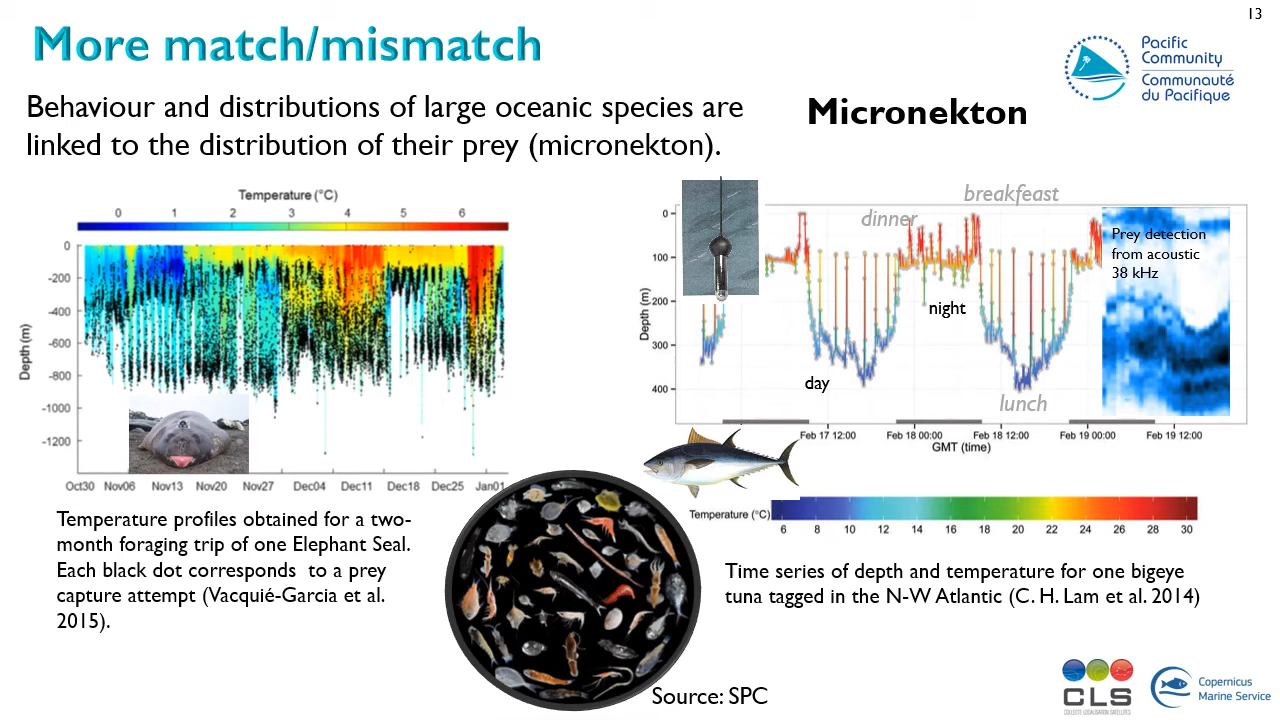 13
More match/mismatch
Pacific
Community
Communauté
du Pacifique
Behaviour and distributions of large oceanic species are
linked to the distribution of their prey (micronekton).
Micronekton
Temperature (°C)
0 1 2 3 4 5 6
Depth (m)
0
-200
-400
-600
-800
-1000
-1200
Oct30 Nov06 Nov13 Nov20 Nov27 Dec04 Dec11 Dec18 Dec25 Jan01
Temperature profiles obtained for a two-
month foraging trip of one Elephant Seal.
Each black dot corresponds to a prey
capture attempt (Vacquié-Garcia et al.
2015).
breakfeast
dinner
Prey detection
from acoustic
38 kHz
night
day
lunch
Depth (m)
0
100
200
300
400
Feb 17 12:00 Feb 18 00:00 Feb 18 12:00 Feb 19 00:00 Feb 19 12:00
GMT (time)
Temperature (°C)
6 8 10 12 14 16 18 20 22 24 26 28 30
Time series of depth and temperature for one bigeye
tuna tagged in the N-W Atlantic (C. H. Lam et al. 2014)
Source: SPC
CLS
COLLECTE LOCALISATION SATELLITES
Copernicus
Marine Service